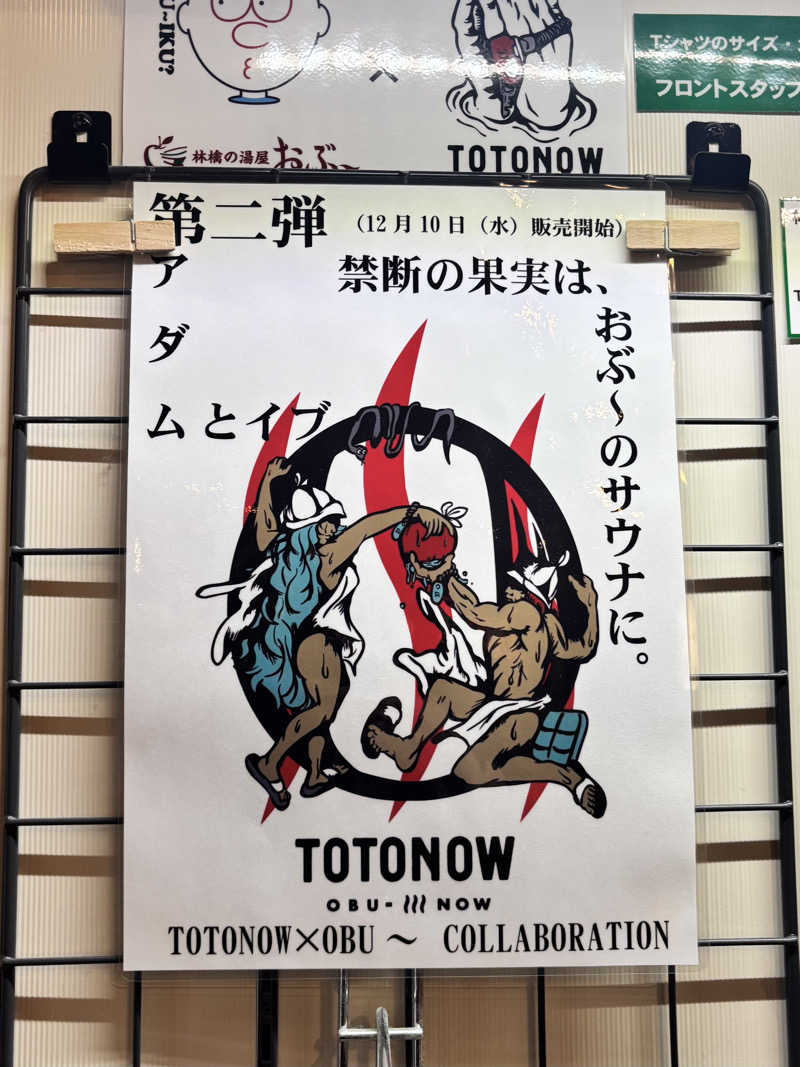 U~IKU?
林檎の湯屋 おぶ~
TOTONOW
Tシャツのサイズ・
フロントスタッフ
第二弾 (12月10日(水)販売開始)
アダムとイブ
禁断の果実は、
おぶ~のサウナに。
TOTONOW
OBU-NOW
TOTONOW×OBU ~ COLLABORATION